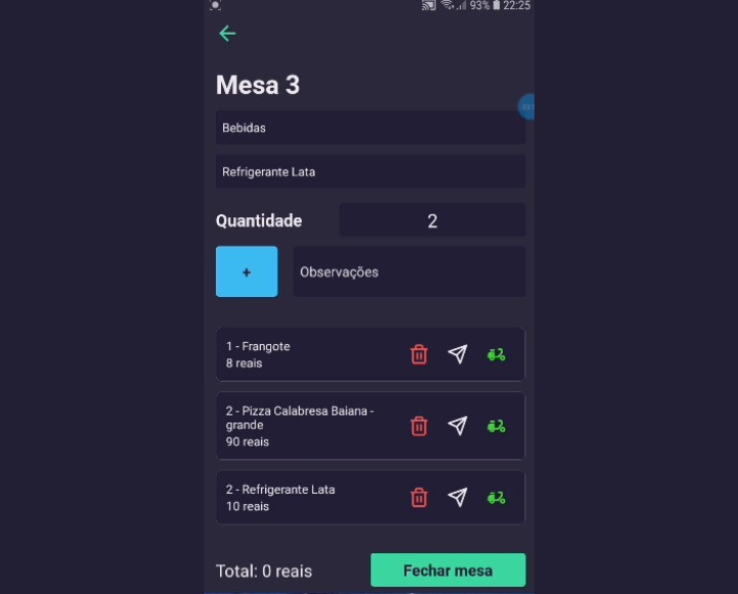 93% 22:25
Mesa 3
Bebidas
Refrigerante Lata
Quantidade 2
+ Observações
1 - Frangote
8 reais
2 - Pizza Calabresa Baiana -
grande
90 reais
2 - Refrigerante Lata
10 reais
Total: 0 reais Fechar mesa